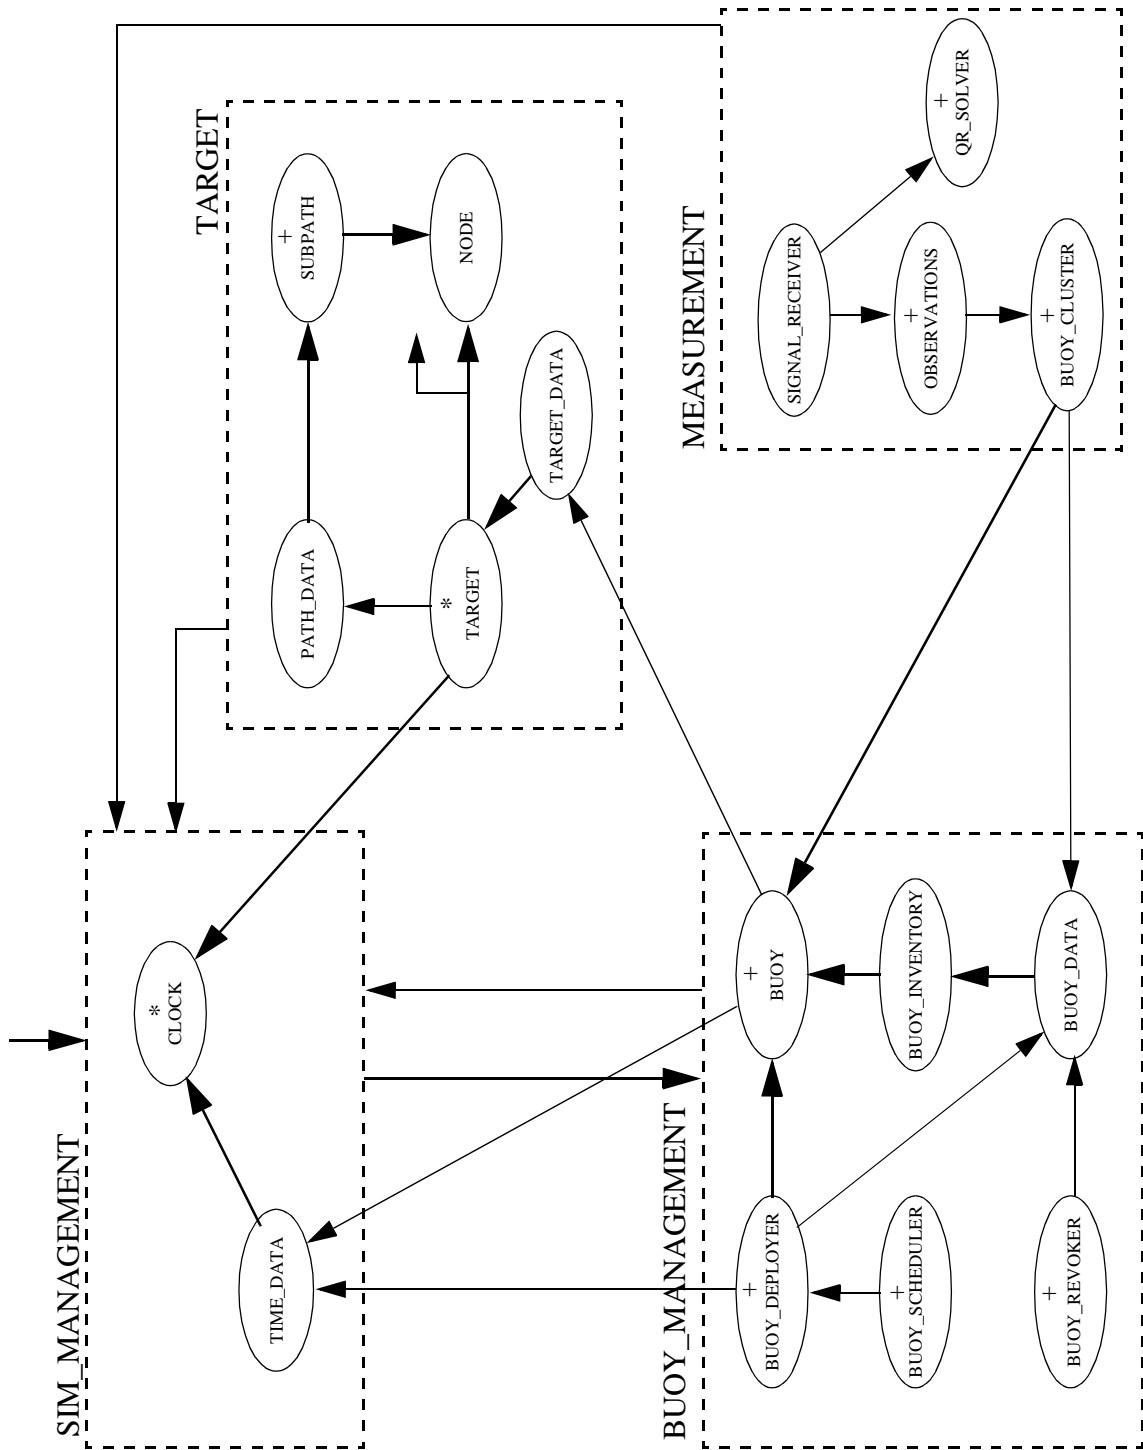 SIM_MANAGEMENT
*
CLOCK
TIME_DATA
TARGET
PATH_DATA
+
SUBPATH
*
TARGET
NODE
TARGET_DATA
BUOY_MANAGEMENT
+
BUOY_DEPLOYER
+
BUOY
+
BUOY_SCHEDULER
BUOY_INVENTORY
+
BUOY_REVOKER
BUOY_DATA
MEASUREMENT
SIGNAL_RECEIVER
+
QR_SOLVER
+
OBSERVATIONS
+
BUOY_CLUSTER